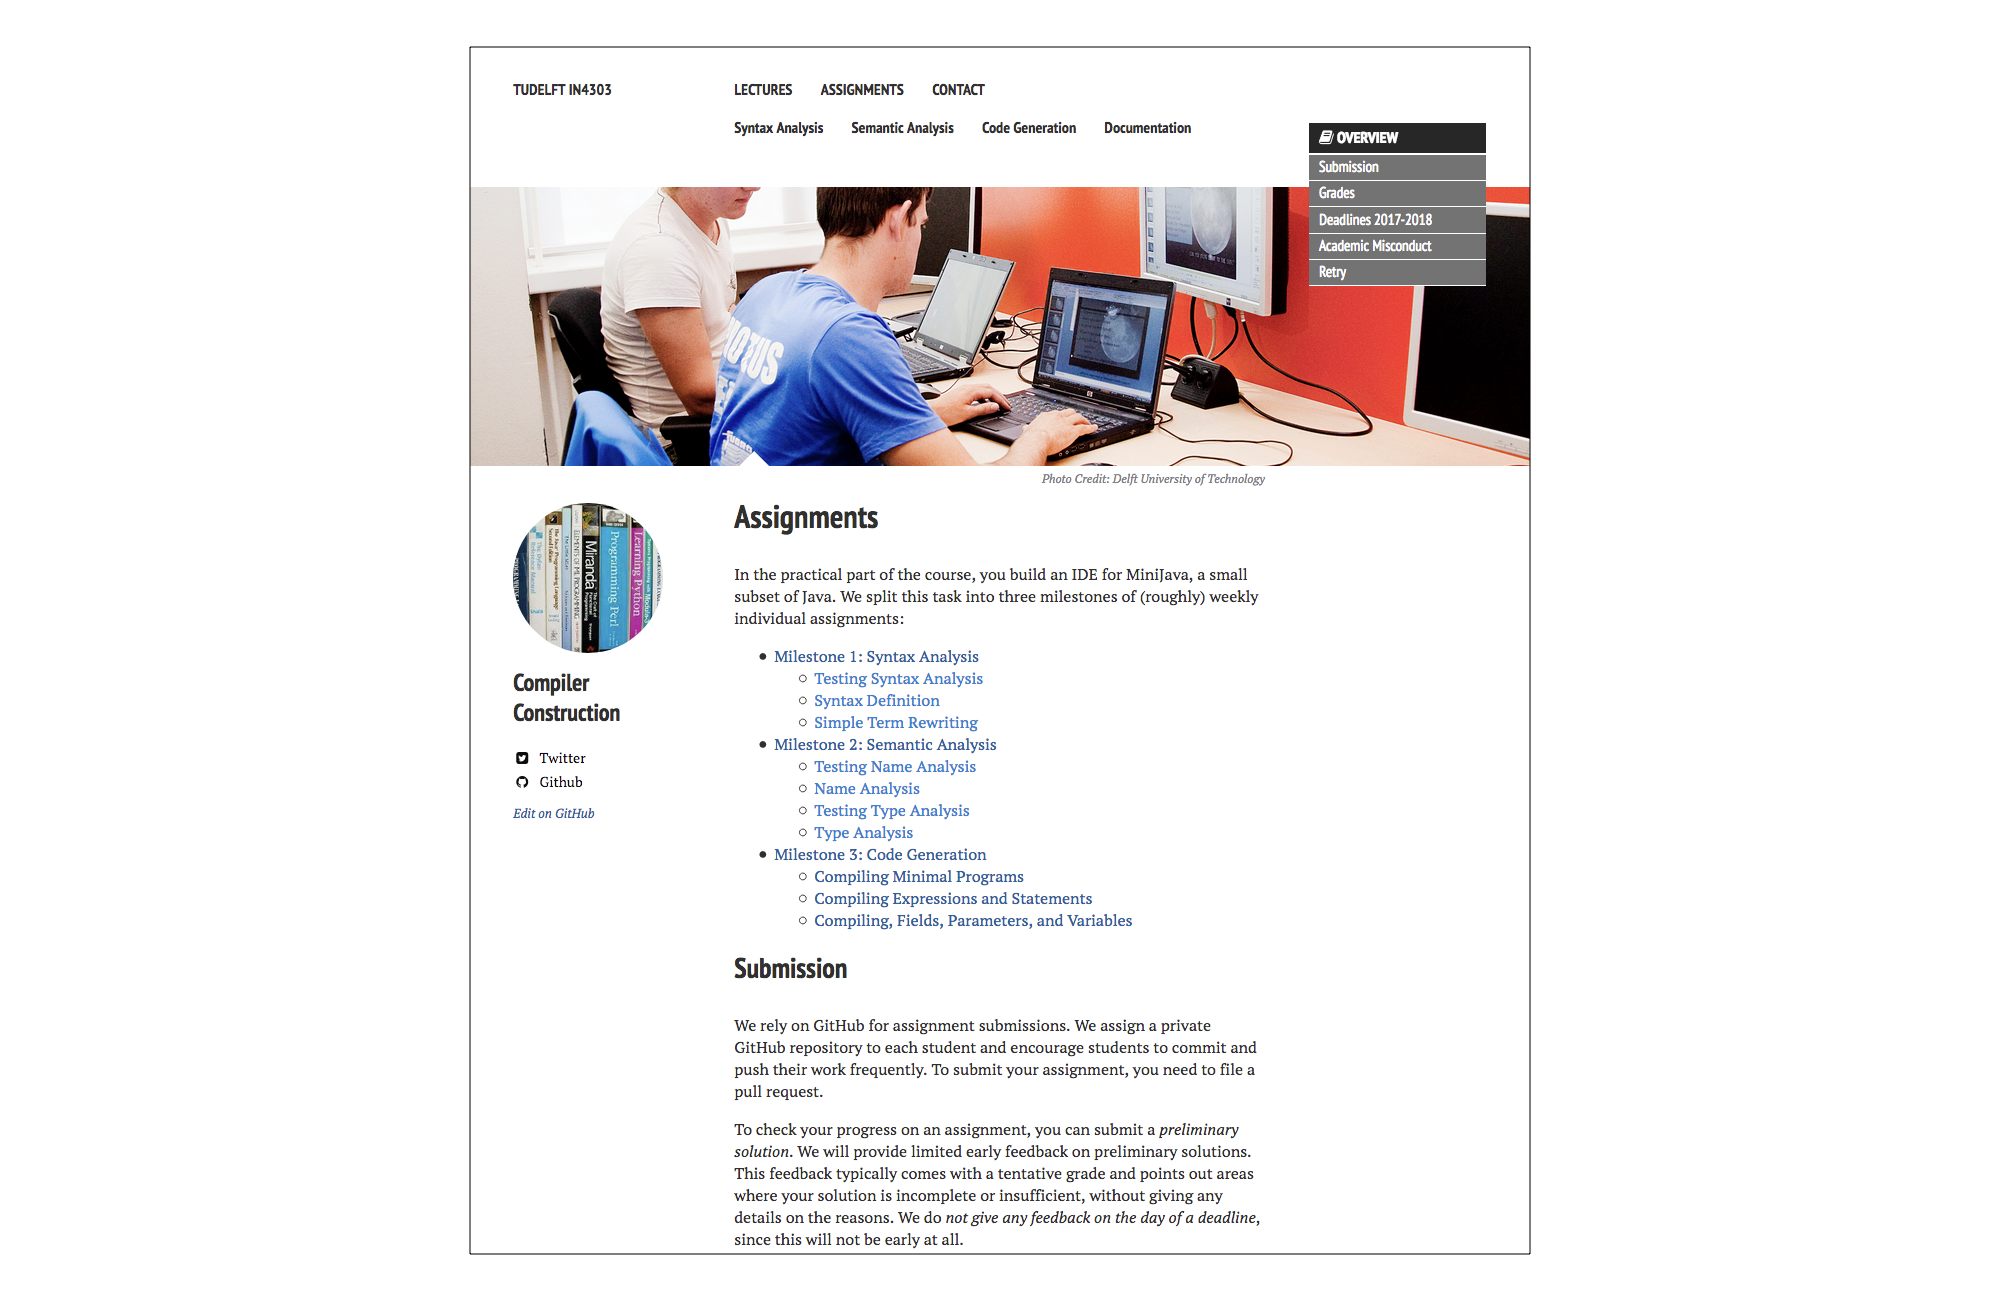 TUDELFT IN4303
LECTURES ASSIGNMENTS CONTACT
Syntax Analysis Semantic Analysis Code Generation Documentation
OVERVIEW
Submission
Grades
Deadlines 2017-2018
Academic Misconduct
Retry
Photo Credit: Delft University of Technology
Miranda
Programming Perl
Learning Python
Compiler
Construction
Twitter
Github
Edit on GitHub
Assignments
In the practical part of the course, you build an IDE for MiniJava, a small
subset of Java. We split this task into three milestones of (roughly) weekly
individual assignments:
Milestone 1: Syntax Analysis
Testing Syntax Analysis
Syntax Definition
Simple Term Rewriting
Milestone 2: Semantic Analysis
Testing Name Analysis
Name Analysis
Testing Type Analysis
Type Analysis
Milestone 3: Code Generation
Compiling Minimal Programs
Compiling Expressions and Statements
Compiling, Fields, Parameters, and Variables
Submission
We rely on GitHub for assignment submissions. We assign a private
GitHub repository to each student and encourage students to commit and
push their work frequently. To submit your assignment, you need to file a
pull request.
To check your progress on an assignment, you can submit a preliminary
solution. We will provide limited early feedback on preliminary solutions.
This feedback typically comes with a tentative grade and points out areas
where your solution is incomplete or insufficient, without giving any
details on the reasons. We do not give any feedback on the day of a deadline,
since this will not be early at all.